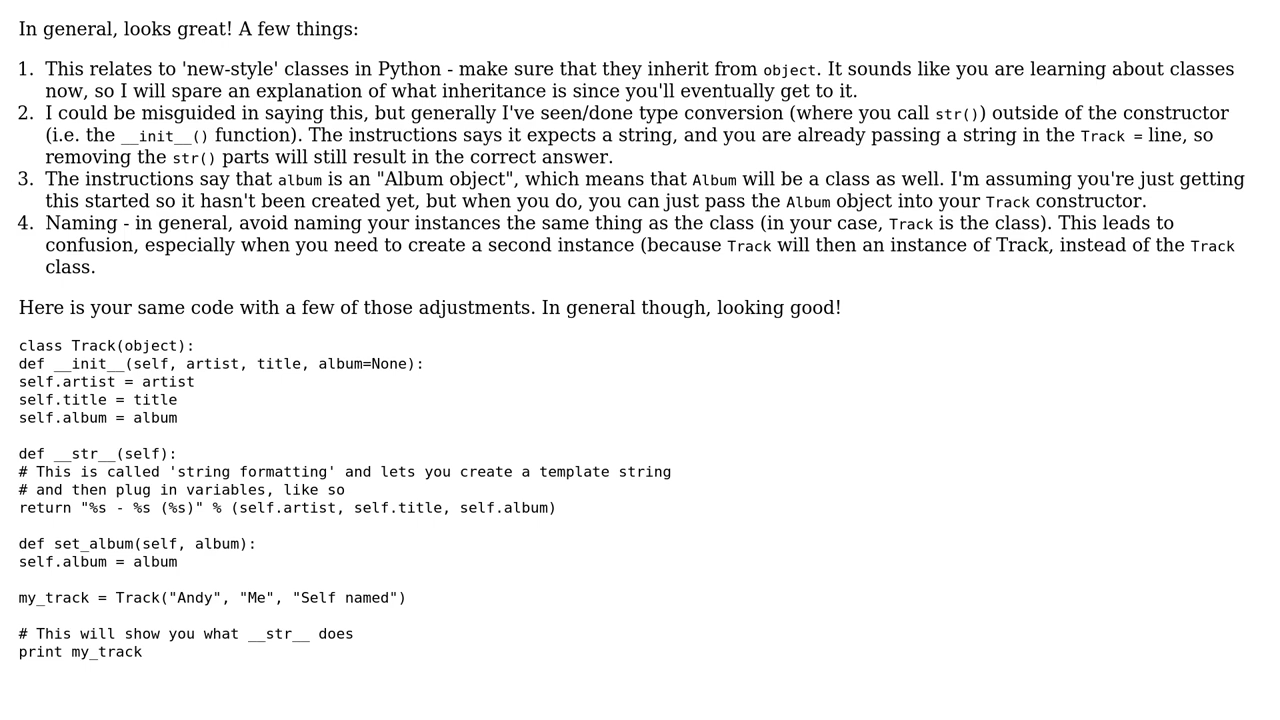 In general, looks great! A few things:
1. This relates to 'new-style' classes in Python - make sure that they inherit from object. It sounds like you are learning about classes
now, so I will spare an explanation of what inheritance is since you'll eventually get to it.
2. I could be misguided in saying this, but generally I've seen/done type conversion (where you call str()) outside of the constructor
(i.e. the __init__() function). The instructions says it expects a string, and you are already passing a string in the Track = line, so
removing the str() parts will still result in the correct answer.
3. The instructions say that album is an "Album object", which means that Album will be a class as well. I'm assuming you're just getting
this started so it hasn't been created yet, but when you do, you can just pass the Album object into your Track constructor.
4. Naming - in general, avoid naming your instances the same thing as the class (in your case, Track is the class). This leads to
confusion, especially when you need to create a second instance (because Track will then an instance of Track, instead of the Track
class.
Here is your same code with a few of those adjustments. In general though, looking good!
class Track(object):
def __init__(self, artist, title, album=None):
self.artist = artist
self.title = title
self.album = album
def __str__(self):
# This is called 'string formatting' and lets you create a template string
# and then plug in variables, like so
return "%s - %s (%s)" % (self.artist, self.title, self.album)
def set_album(self, album):
self.album = album
my_track = Track("Andy", "Me", "Self named")
# This will show you what __str__ does
print my_track